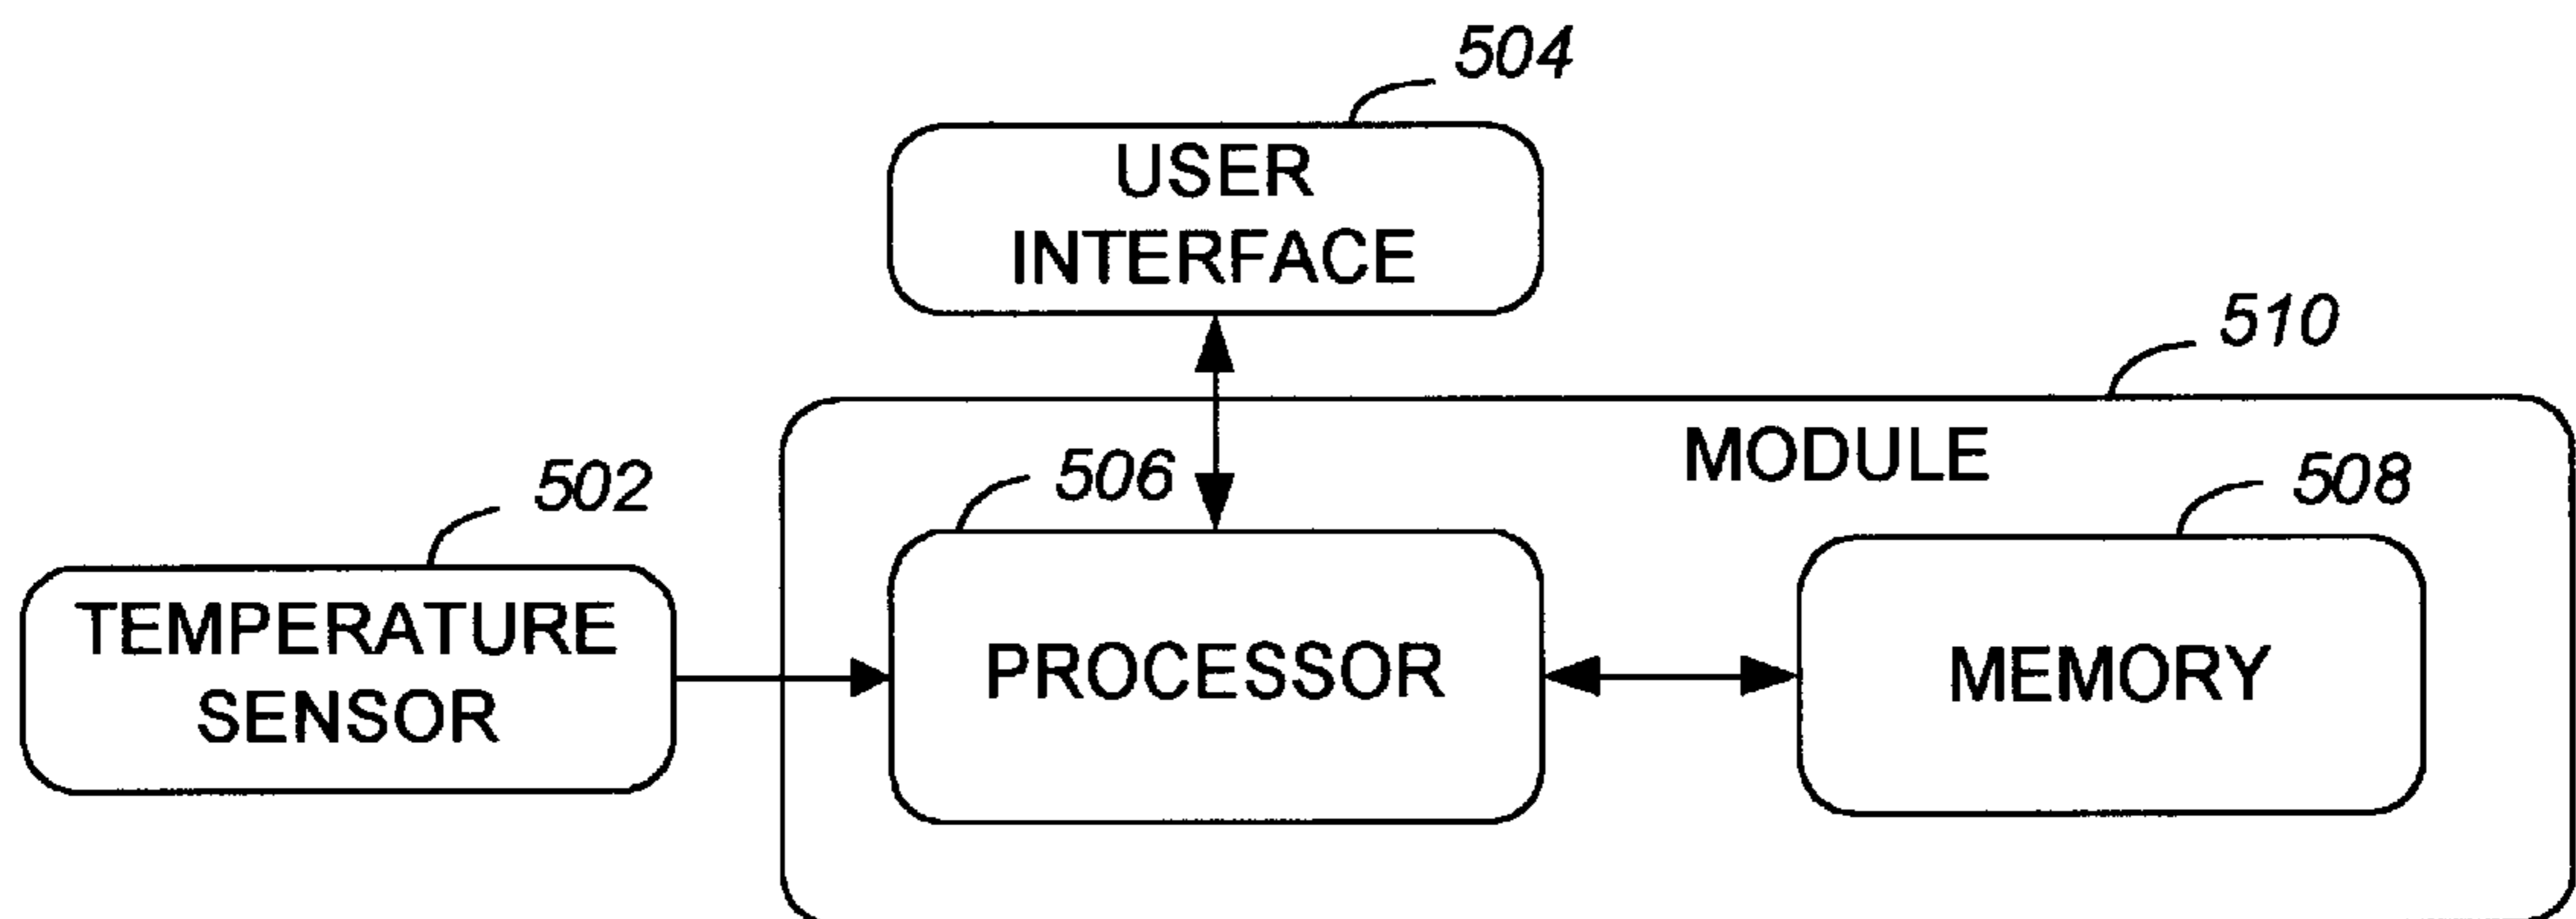 504
USER
INTERFACE
510
MODULE
506
508
502
TEMPERATURE
SENSOR
PROCESSOR
MEMORY